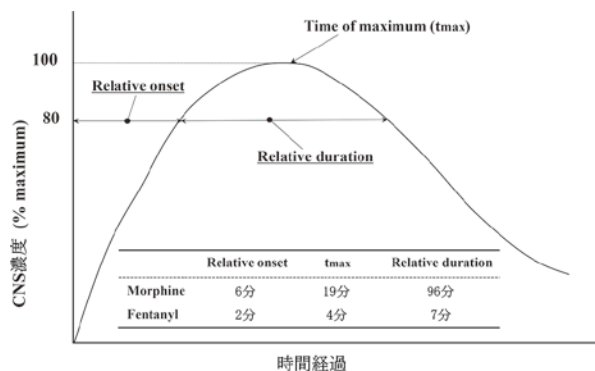 Time of maximum (tmax)
100
Relative onset
80
Relative duration
CNS濃度 (% maximum)
Relative onset tmax Relative duration
Morphine 6分 19分 96分
Fentanyl 2分 4分 7分
時間経過